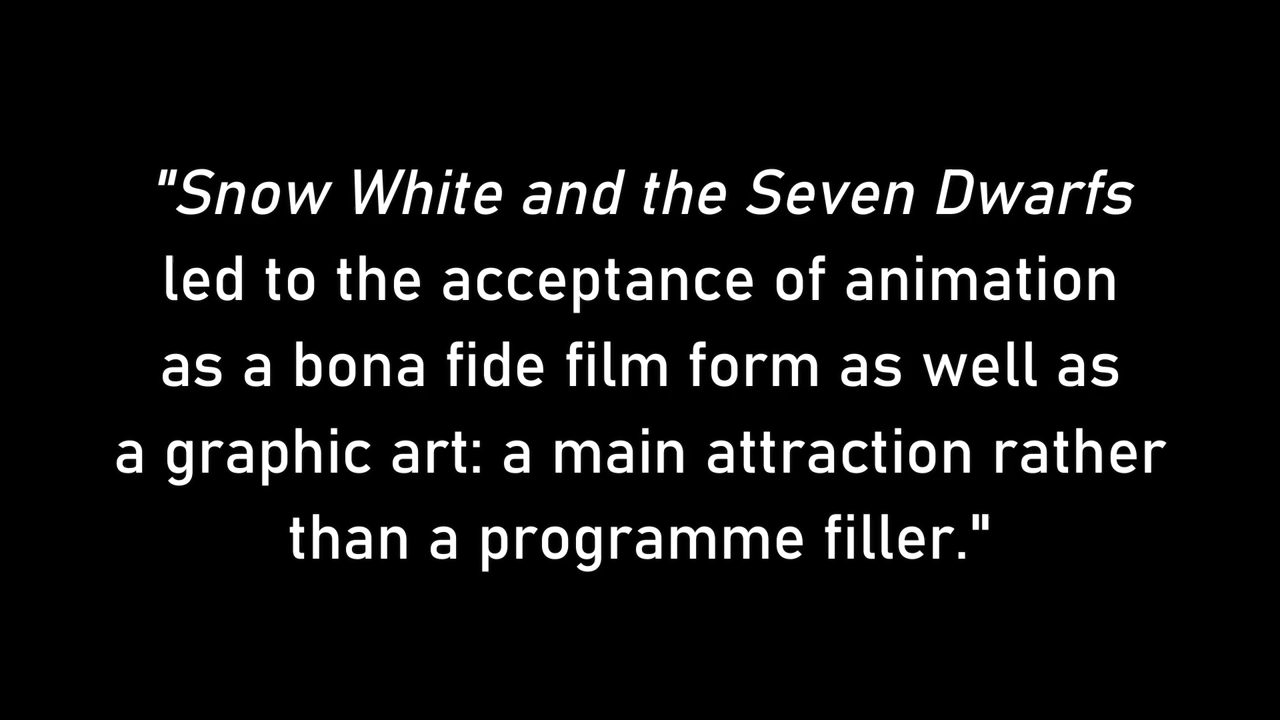 "Snow White and the Seven Dwarfs
led to the acceptance of animation
as a bona fide film form as well as
a graphic art: a main attraction rather
than a programme filler."